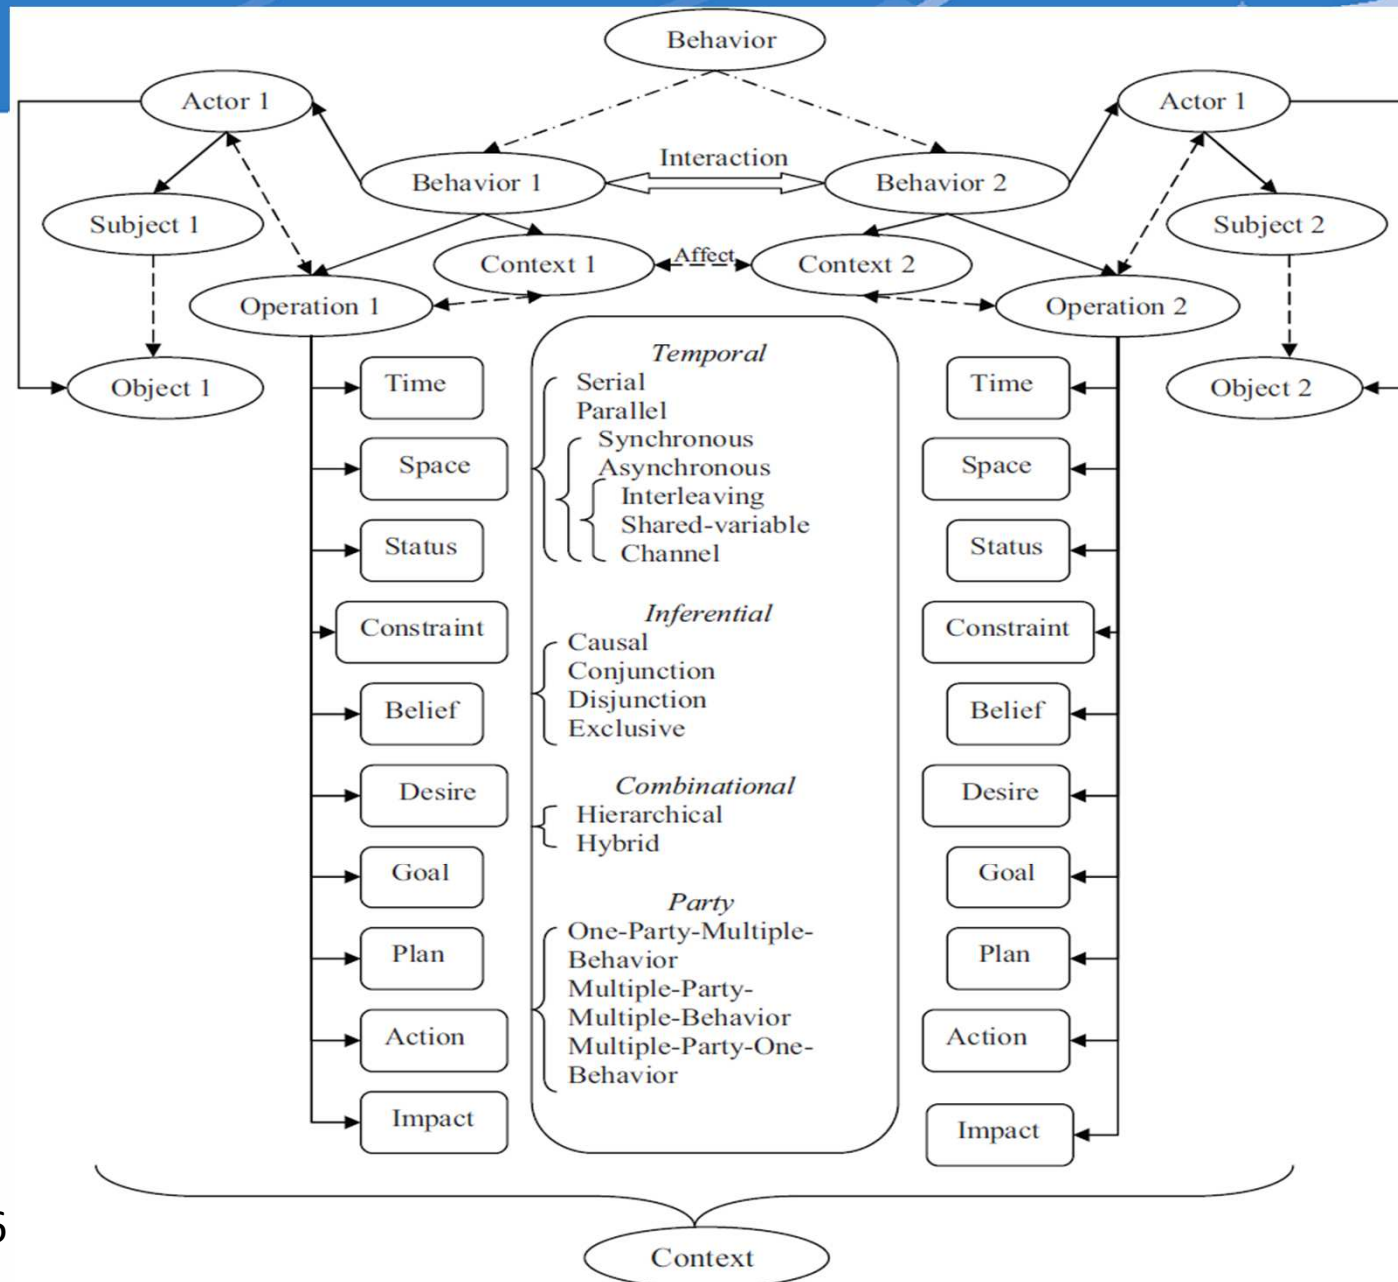 Behavior
Actor 1
Actor 1
Interaction
Behavior 1
Behavior 2
Subject 1
Subject 2
Affect
Context 1
Context 2
Operation 1
Operation 2
Object 1
Object 2
Time
Space
Status
Constraint
Belief
Desire
Goal
Plan
Action
Impact
Temporal
Serial
Parallel
Synchronous
Asynchronous
Interleaving
Shared-variable
Channel
Inferential
Causal
Conjunction
Disjunction
Exclusive
Combinational
Hierarchical
Hybrid
Party
One-Party-Multiple-
Behavior
Multiple-Party-
Multiple-Behavior
Multiple-Party-One-
Behavior
Time
Space
Status
Constraint
Belief
Desire
Goal
Plan
Action
Impact
Context